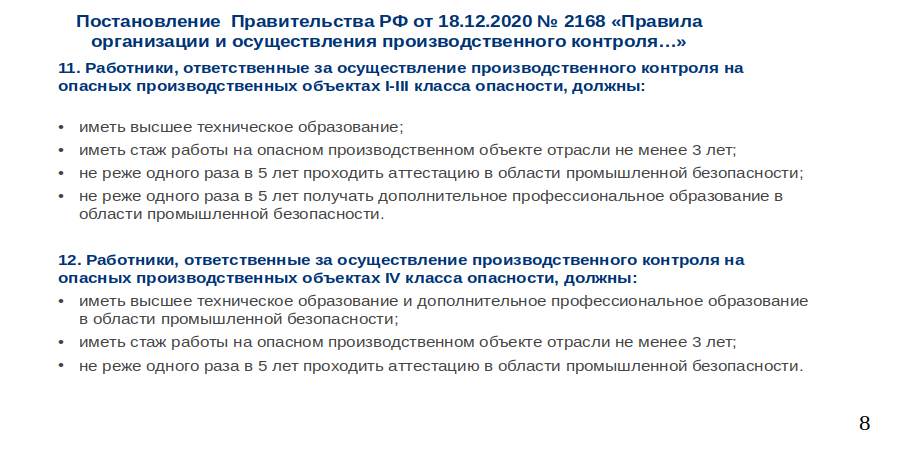 Постановление  Правительства РФ от 18.12.2020 № 2168 «Правила
организации и осуществления производственного контроля…»
11. Работники, ответственные за осуществление производственного контроля на
опасных производственных объектах I-III класса опасности, должны:
• иметь высшее техническое образование;
• иметь стаж работы на опасном производственном объекте отрасли не менее 3 лет;
• не реже одного раза в 5 лет проходить аттестацию в области промышленной безопасности;
• не реже одного раза в 5 лет получать дополнительное профессиональное образование в
области промышленной безопасности.
12. Работники, ответственные за осуществление производственного контроля на
опасных производственных объектах IV класса опасности, должны:
• иметь высшее техническое образование и дополнительное профессиональное образование
в области промышленной безопасности;
• иметь стаж работы на опасном производственном объекте отрасли не менее 3 лет;
• не реже одного раза в 5 лет проходить аттестацию в области промышленной безопасности.
8